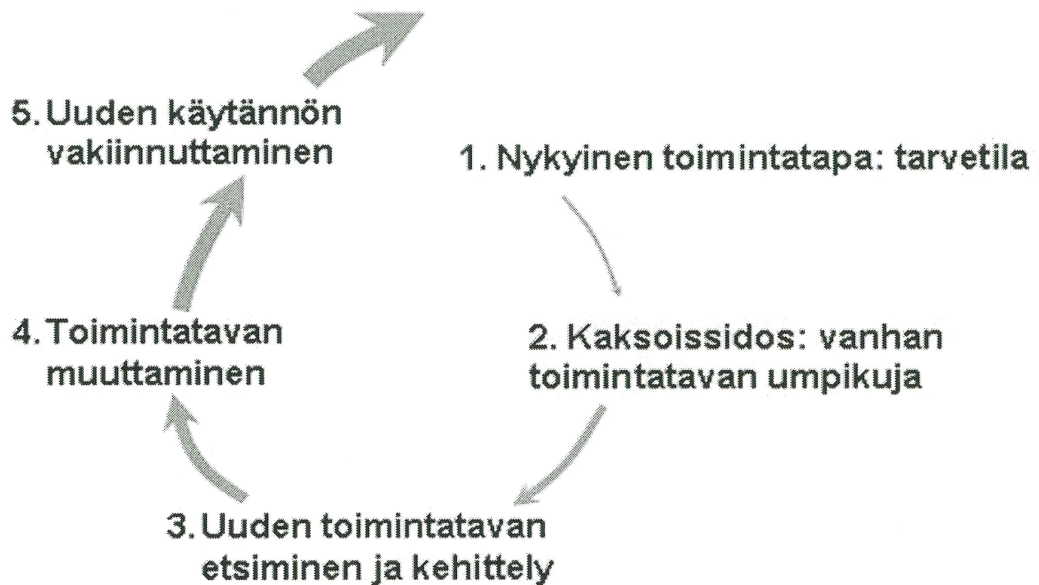 1. Nykyinen toimintatapa: tarvetila
2. Kaksoissidos: vanhan
toimintatavan umpikuja
3. Uuden toimintatavan
etsiminen ja kehittely
4. Toimintatavan
muuttaminen
5. Uuden käytännön
vakiinnuttaminen